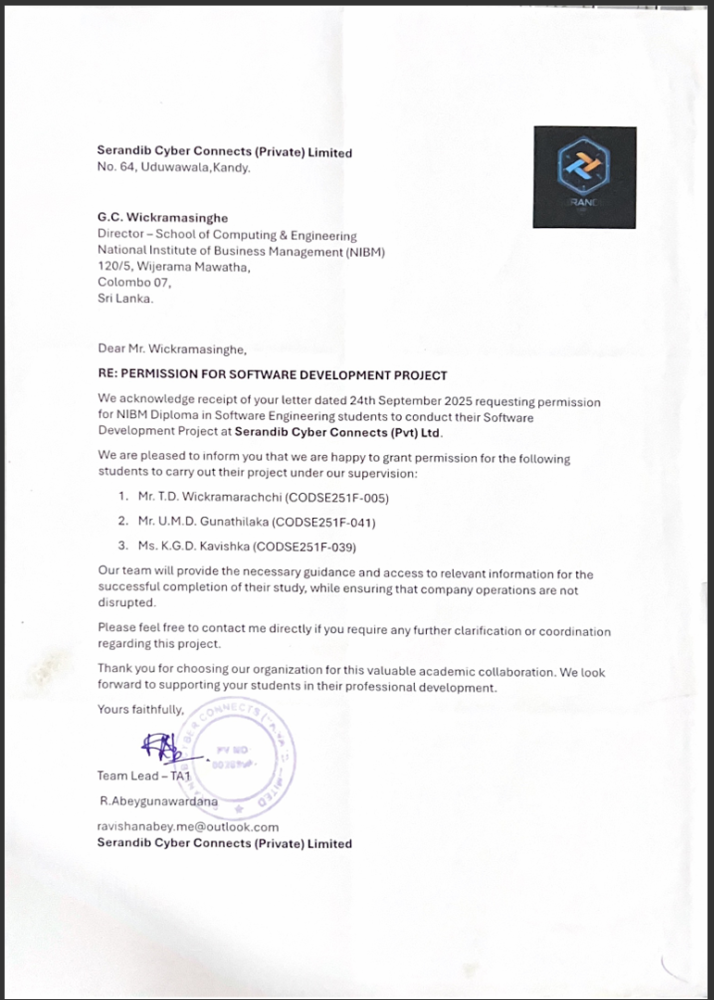 Serandib Cyber Connects (Private) Limited
No. 64, Uduwawala,Kandy.
G.C. Wickramasinghe
Director – School of Computing & Engineering
National Institute of Business Management (NIBM)
120/5, Wijerama Mawatha,
Colombo 07,
Sri Lanka.
Dear Mr. Wickramasinghe,
RE: PERMISSION FOR SOFTWARE DEVELOPMENT PROJECT
We acknowledge receipt of your letter dated 24th September 2025 requesting permission
for NIBM Diploma in Software Engineering students to conduct their Software
Development Project at Serandib Cyber Connects (Pvt) Ltd.
We are pleased to inform you that we are happy to grant permission for the following
students to carry out their project under our supervision:
1. Mr. T.D. Wickramarachchi (CODSE251F-005)
2. Mr. U.M.D. Gunathilaka (CODSE251F-041)
3. Ms. K.G.D. Kavishka (CODSE251F-039)
Our team will provide the necessary guidance and access to relevant information for the
successful completion of their study, while ensuring that company operations are not
disrupted.
Please feel free to contact me directly if you require any further clarification or coordination
regarding this project.
Thank you for choosing our organization for this valuable academic collaboration. We look
forward to supporting your students in their professional development.
Yours faithfully,
CONNECTS
PV NO
LIMITED
Team Lead – TA1
R.Abeygunawardana
ravishanabey.me@outlook.com
Serandib Cyber Connects (Private) Limited